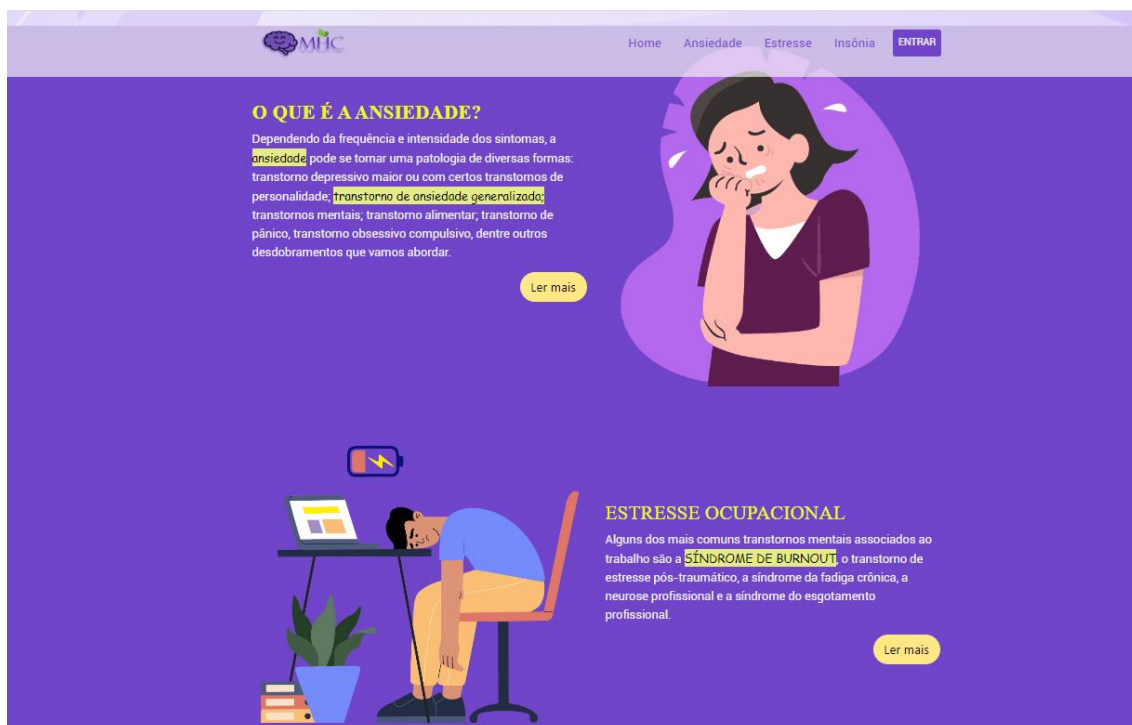 MHC
Home Ansiedade Estresse Insônia ENTRAR
O QUE É A ANSIEDADE?
Dependendo da frequência e intensidade dos sintomas, a
ansiedade pode se tornar uma patologia de diversas formas:
transtorno depressivo maior ou com certos transtornos de
personalidade; transtorno de ansiedade generalizada;
transtornos mentais; transtorno alimentar; transtorno de
pânico, transtorno obsessivo compulsivo, dentre outros
desdobramentos que vamos abordar.
Ler mais
ESTRESSE OCUPACIONAL
Alguns dos mais comuns transtornos mentais associados ao
trabalho são a SÍNDROME DE BURNOUT, o transtorno de
estresse pós-traumático, a síndrome da fadiga crônica, a
neurose profissional e a síndrome do esgotamento
profissional.
Ler mais